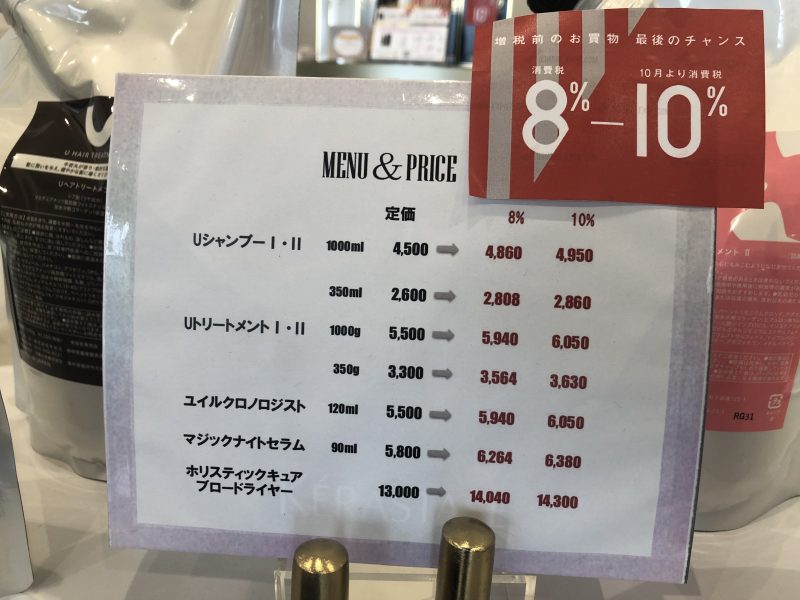 増税前のお買物 最後のチャンス
消費税 10月より消費税
8%—10%
MENU & PRICE
定価 8% 10%
UシャンプーⅠ・Ⅱ 1000ml 4,500 ➡ 4,860 4,950
350ml 2,600 ➡ 2,808 2,860
UトリートメントⅠ・Ⅱ 1000g 5,500 ➡ 5,940 6,050
350g 3,300 ➡ 3,564 3,630
ユイルクロノロジスト 120ml 5,500 ➡ 5,940 6,050
マジックナイトセラム 90ml 5,800 ➡ 6,264 6,380
ホリスティックキュア
ブロードライヤー 13,000 ➡ 14,040 14,300
U HAIR TREATM
Uヘアトリートメン
メント Ⅱ
RG31